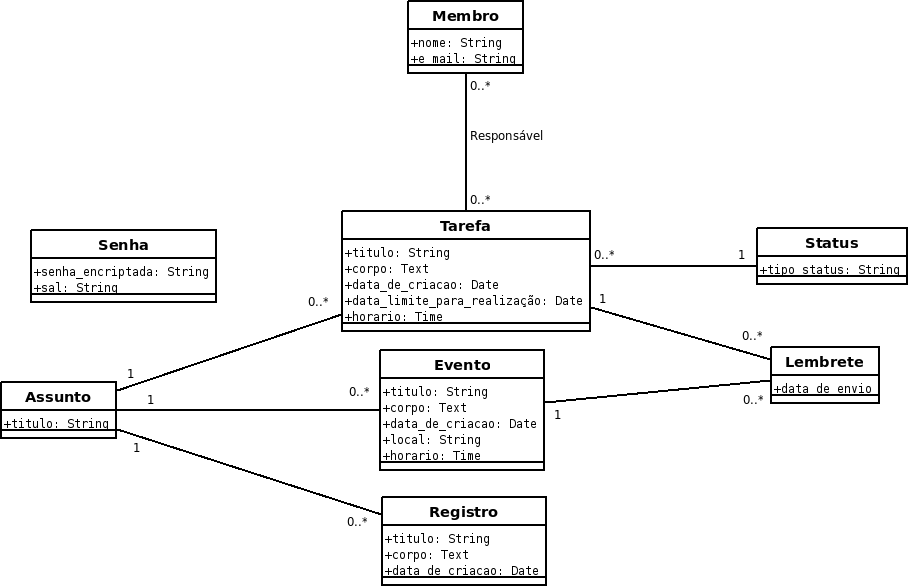 Membro
+nome: String
+e_mail: String
0..*
Responsável
0..*
Tarefa
+titulo: String
+corpo: Text
+data_de_criacao: Date
+data_limite_para_realização: Date
+horario: Time
0..*
1
Status
+tipo_status: String
Senha
+senha_encriptada: String
+sal: String
0..*
1
1
0..*
Lembrete
+data_de_envio
0..*
1
Evento
+titulo: String
+corpo: Text
+data_de_criacao: Date
+local: String
+horario: Time
Assunto
+titulo: String
1
0..*
1
0..*
Registro
+titulo: String
+corpo: Text
+data_de_criacao: Date